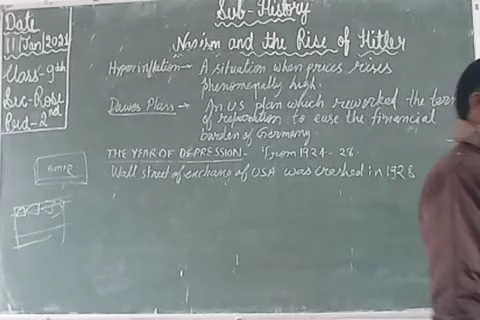 Sub- History
Date
11/Jan/2021
Class-9th
Sec-Rose
Pnd-2nd
Nazism and the Rise of Hitler
Hyperinflation→ A situation when prices rises
phenomenally high.
Dawes Plan→ An US plan which reworked the
of reparation to ease the financial
burden of Germany
THE YEAR OF DEPRESSION- From 1924-28.
Wall street of exchange of USA was crashed in 1928